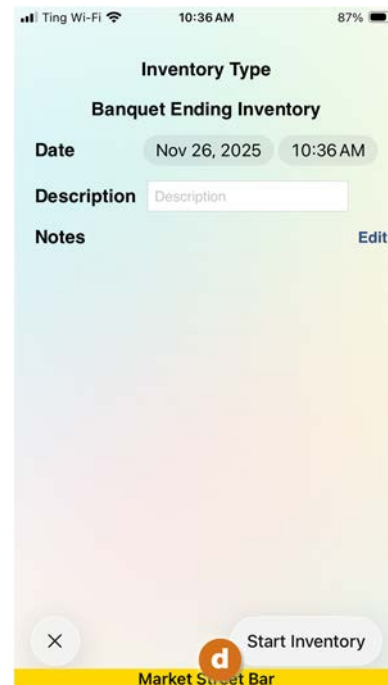 Ting Wi-Fi 10:36 AM 87%
Inventory Type
Banquet Ending Inventory
Date Nov 26, 2025 10:36 AM
Description Description
Notes Edit
× Start Inventory
d
Market Street Bar